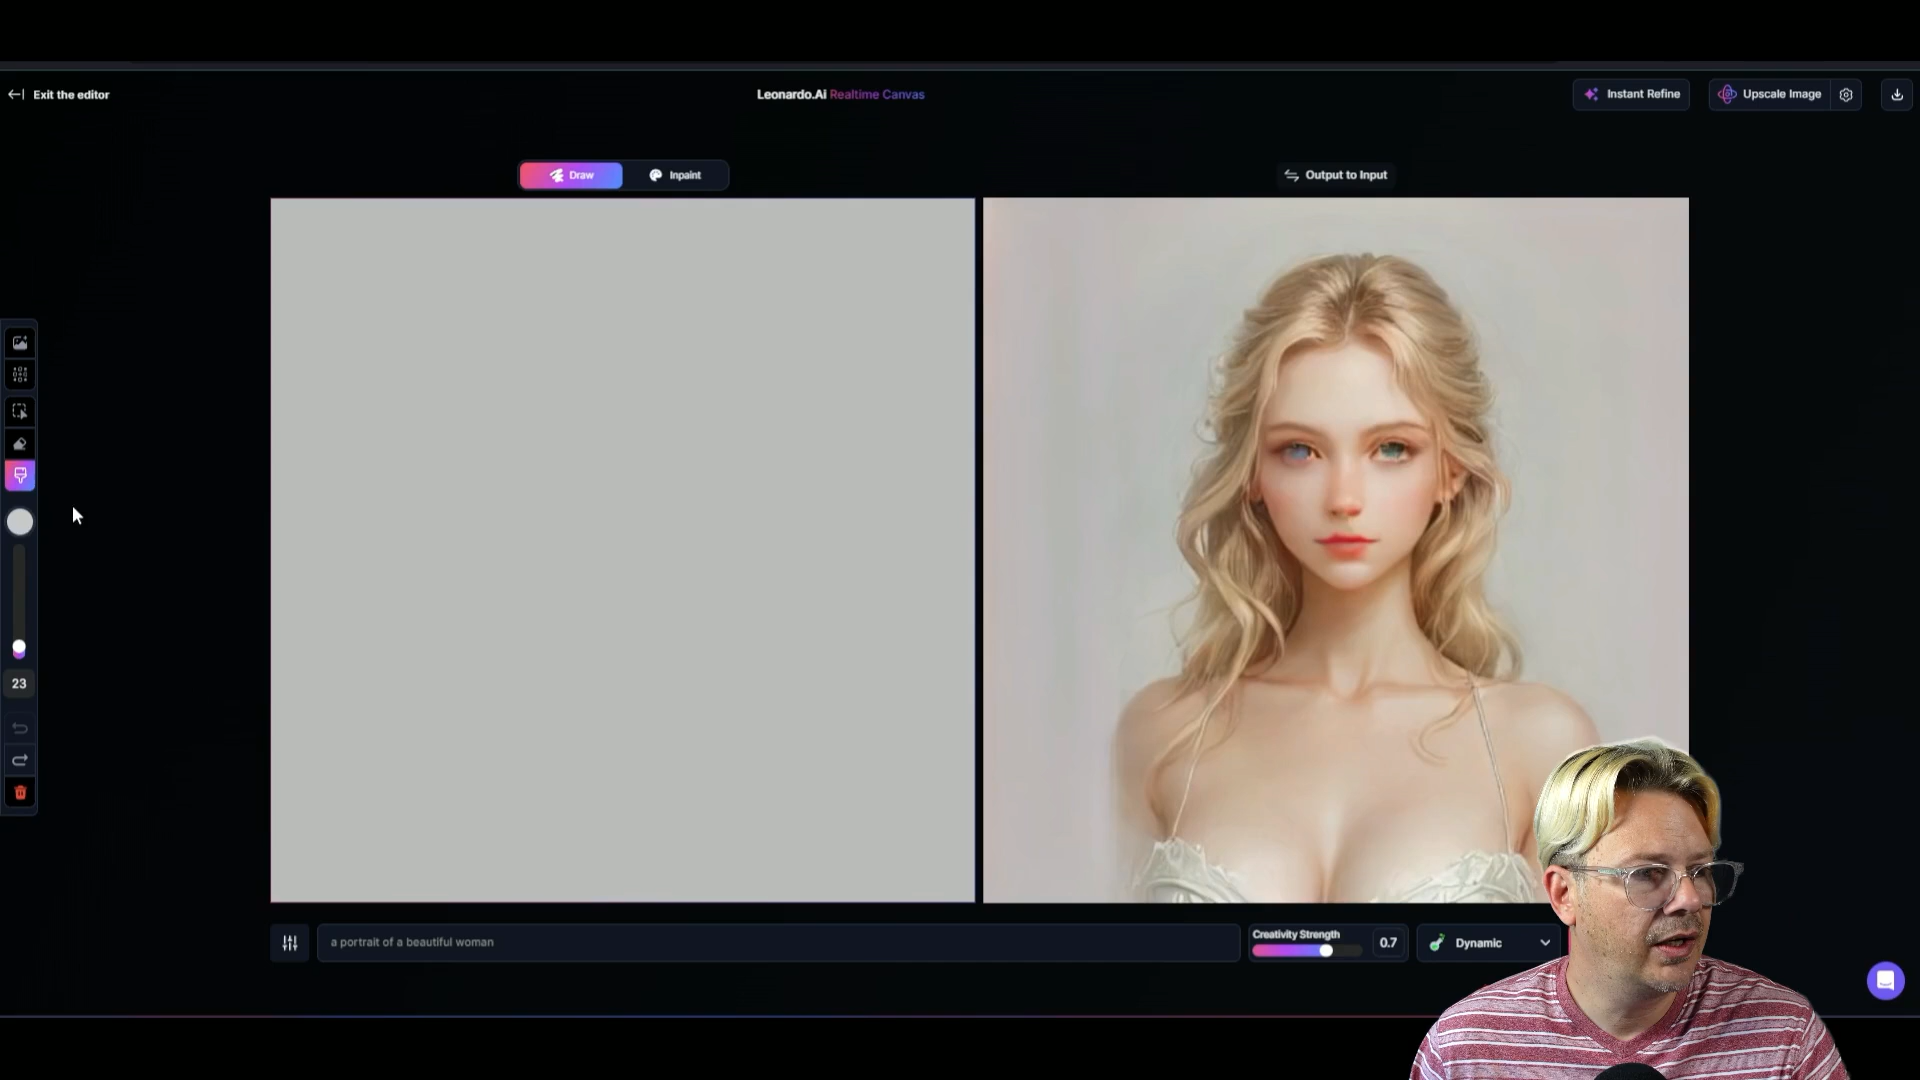 Exit the editor
Leonardo.Ai Realtime Canvas
Instant Refine
Upscale Image
Draw
Inpaint
Output to Input
23
a portrait of a beautiful woman
Creativity Strength
0.7
Dynamic